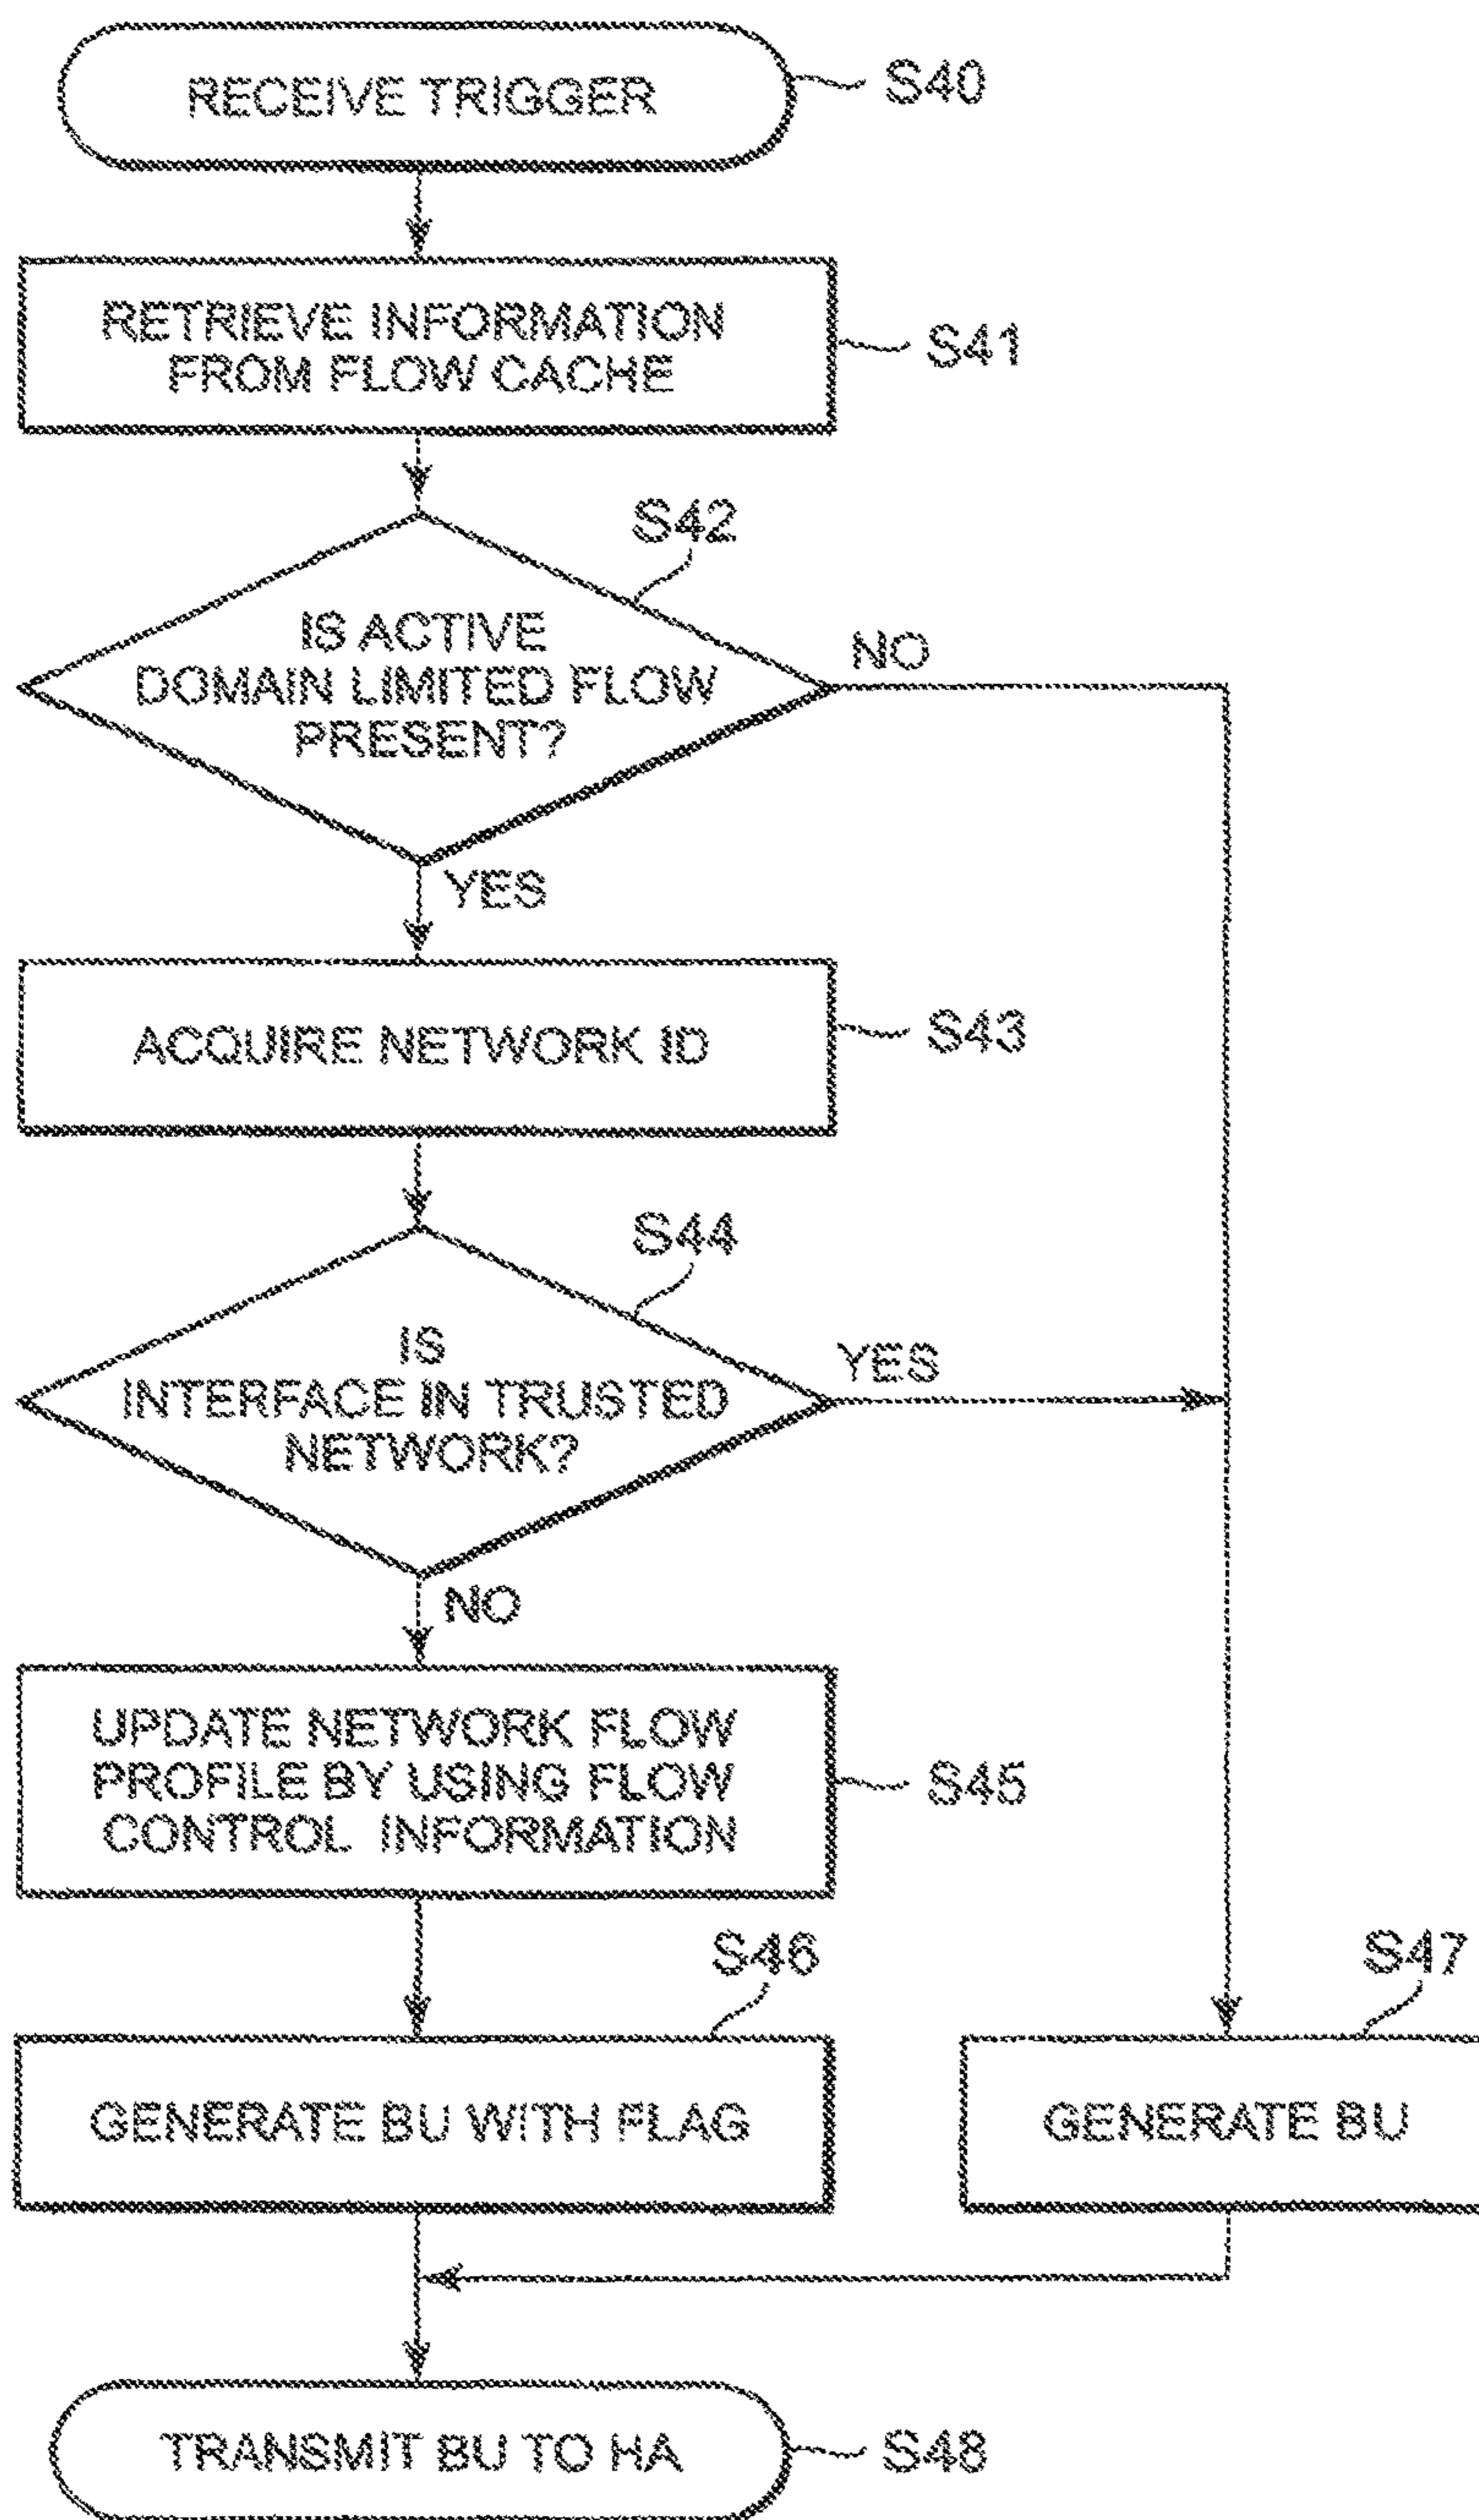 RECEIVE TRIGGER
S40
RETRIEVE INFORMATION
FROM FLOW CACHE
S41
S42
IS ACTIVE
DOMAIN LIMITED FLOW
PRESENT?
NO
YES
ACQUIRE NETWORK ID
S43
S44
IS
INTERFACE IN TRUSTED
NETWORK?
YES
NO
UPDATE NETWORK FLOW
PROFILE BY USING FLOW
CONTROL INFORMATION
S45
S46
S47
GENERATE BU WITH FLAG
GENERATE BU
TRANSMIT BU TO HA
S48